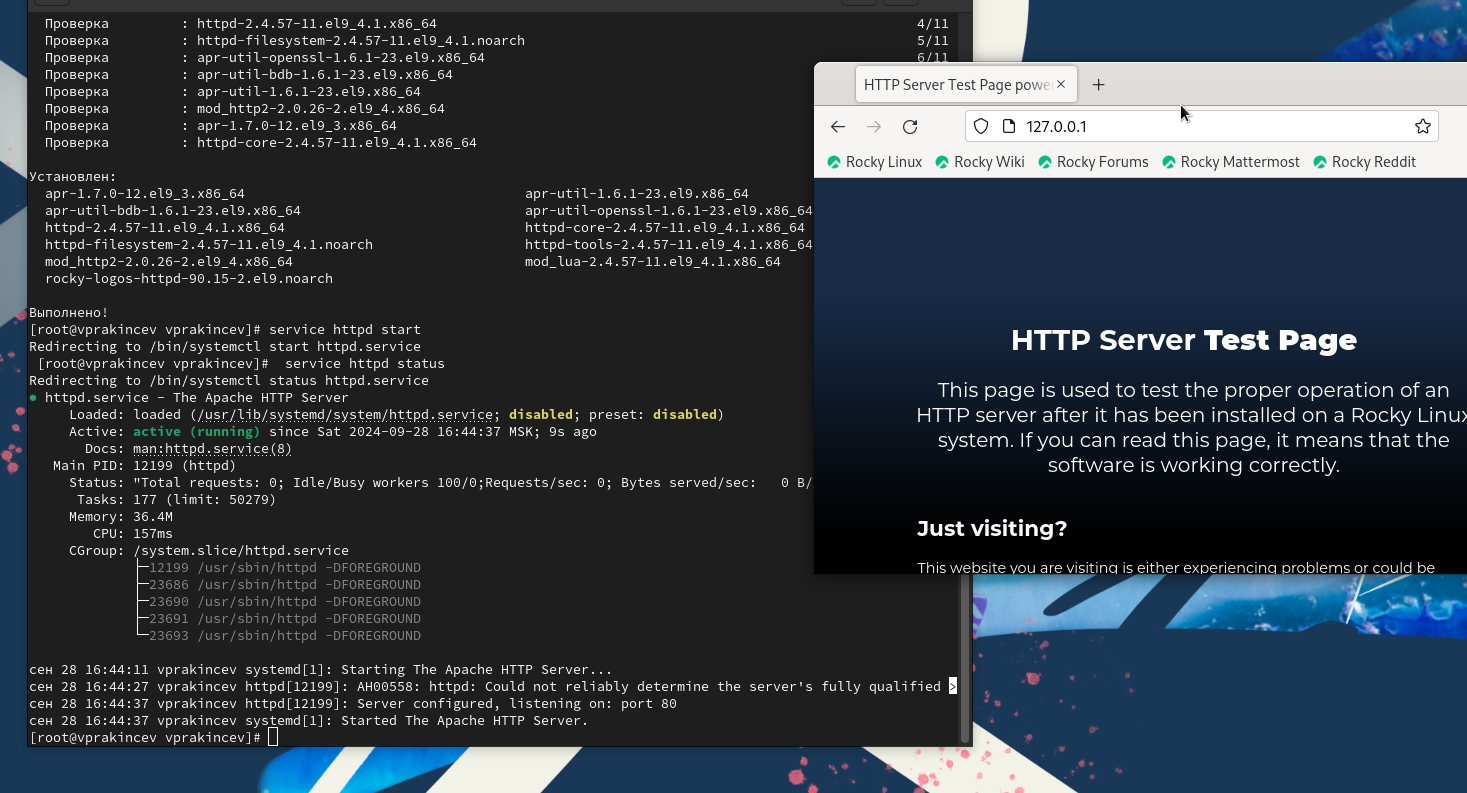 Проверка : httpd-2.4.57-11.el9_4.1.x86_64 4/11
Проверка : httpd-filesystem-2.4.57-11.el9_4.1.noarch 5/11
Проверка : apr-util-openssl-1.6.1-23.el9.x86_64 6/11
Проверка : apr-util-bdb-1.6.1-23.el9.x86_64
Проверка : apr-util-1.6.1-23.el9.x86_64
Проверка : mod_http2-2.0.26-2.el9_4.x86_64
Проверка : apr-1.7.0-12.el9_3.x86_64
Проверка : httpd-core-2.4.57-11.el9_4.1.x86_64
Установлен:
apr-1.7.0-12.el9_3.x86_64 apr-util-1.6.1-23.el9.x86_64
apr-util-bdb-1.6.1-23.el9.x86_64 apr-util-openssl-1.6.1-23.el9.x86_64
httpd-2.4.57-11.el9_4.1.x86_64 httpd-core-2.4.57-11.el9_4.1.x86_64
httpd-filesystem-2.4.57-11.el9_4.1.noarch httpd-tools-2.4.57-11.el9_4.1.x86_64
mod_http2-2.0.26-2.el9_4.x86_64 mod_lua-2.4.57-11.el9_4.1.x86_64
rocky-logos-httpd-90.15-2.el9.noarch
Выполнено!
[root@vprakincev vprakincev]# service httpd start
Redirecting to /bin/systemctl start httpd.service
[root@vprakincev vprakincev]#  service httpd status
Redirecting to /bin/systemctl status httpd.service
● httpd.service - The Apache HTTP Server
Loaded: loaded (/usr/lib/systemd/system/httpd.service; disabled; preset: disabled)
Active: active (running) since Sat 2024-09-28 16:44:37 MSK; 9s ago
Docs: man:httpd.service(8)
Main PID: 12199 (httpd)
Status: "Total requests: 0; Idle/Busy workers 100/0;Requests/sec: 0; Bytes served/sec:   0 B/
Tasks: 177 (limit: 50279)
Memory: 36.4M
CPU: 157ms
CGroup: /system.slice/httpd.service
├─12199 /usr/sbin/httpd -DFOREGROUND
├─23686 /usr/sbin/httpd -DFOREGROUND
├─23690 /usr/sbin/httpd -DFOREGROUND
├─23691 /usr/sbin/httpd -DFOREGROUND
└─23693 /usr/sbin/httpd -DFOREGROUND
сен 28 16:44:11 vprakincev systemd[1]: Starting The Apache HTTP Server...
сен 28 16:44:27 vprakincev httpd[12199]: AH00558: httpd: Could not reliably determine the server's fully qualified >
сен 28 16:44:37 vprakincev httpd[12199]: Server configured, listening on: port 80
сен 28 16:44:37 vprakincev systemd[1]: Started The Apache HTTP Server.
[root@vprakincev vprakincev]#
HTTP Server Test Page powe
127.0.0.1
Rocky Linux Rocky Wiki Rocky Forums Rocky Mattermost Rocky Reddit
HTTP Server Test Page
This page is used to test the proper operation of an
HTTP server after it has been installed on a Rocky Linux
system. If you can read this page, it means that the
software is working correctly.
Just visiting?
This website you are visiting is either experiencing problems or could be